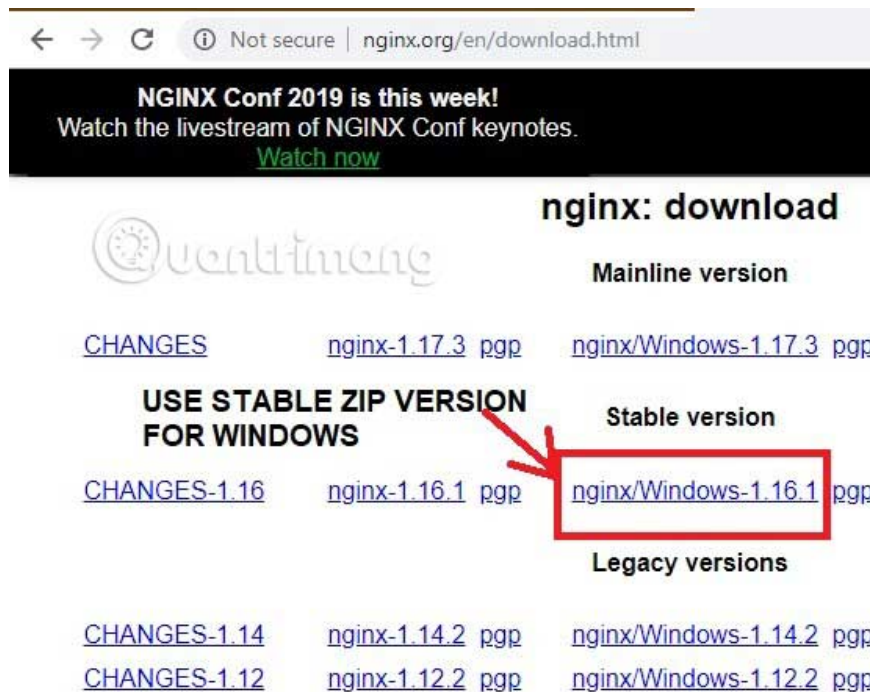 Not secure | nginx.org/en/download.html
NGINX Conf 2019 is this week!
Watch the livestream of NGINX Conf keynotes.
Watch now
nginx: download
Quantrimang
Mainline version
CHANGES nginx-1.17.3 pgp nginx/Windows-1.17.3 pgp
USE STABLE ZIP VERSION
FOR WINDOWS
Stable version
CHANGES-1.16 nginx-1.16.1 pgp nginx/Windows-1.16.1 pgp
Legacy versions
CHANGES-1.14 nginx-1.14.2 pgp nginx/Windows-1.14.2 pgp
CHANGES-1.12 nginx-1.12.2 pgp nginx/Windows-1.12.2 pgp